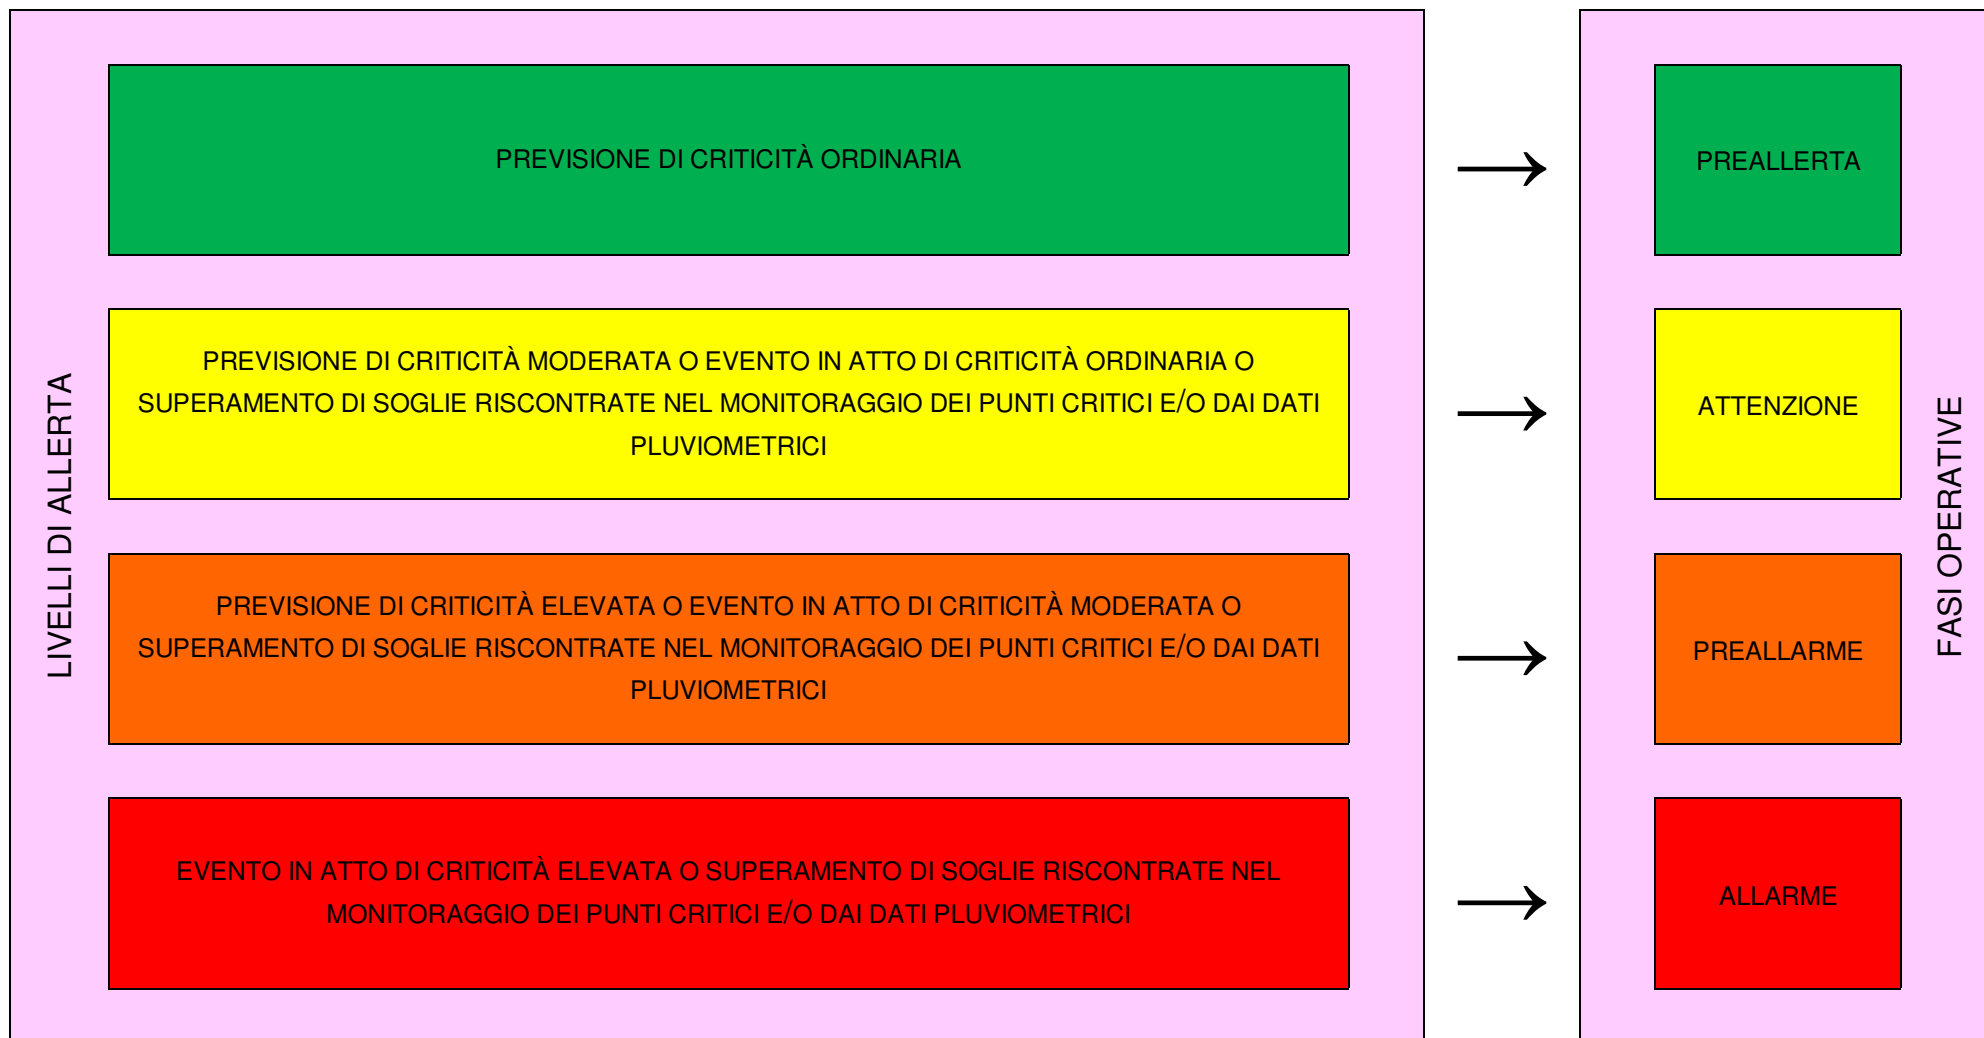 LIVELLI DI ALLERTA
PREVISIONE DI CRITICITÀ ORDINARIA
PREALLERTA
PREVISIONE DI CRITICITÀ MODERATA O EVENTO IN ATTO DI CRITICITÀ ORDINARIA O
SUPERAMENTO DI SOGLIE RISCONTRATE NEL MONITORAGGIO DEI PUNTI CRITICI E/O DAI DATI
PLUVIOMETRICI
ATTENZIONE
PREVISIONE DI CRITICITÀ ELEVATA O EVENTO IN ATTO DI CRITICITÀ MODERATA O
SUPERAMENTO DI SOGLIE RISCONTRATE NEL MONITORAGGIO DEI PUNTI CRITICI E/O DAI DATI
PLUVIOMETRICI
PREALLARME
EVENTO IN ATTO DI CRITICITÀ ELEVATA O SUPERAMENTO DI SOGLIE RISCONTRATE NEL
MONITORAGGIO DEI PUNTI CRITICI E/O DAI DATI PLUVIOMETRICI
ALLARME
FASI OPERATIVE